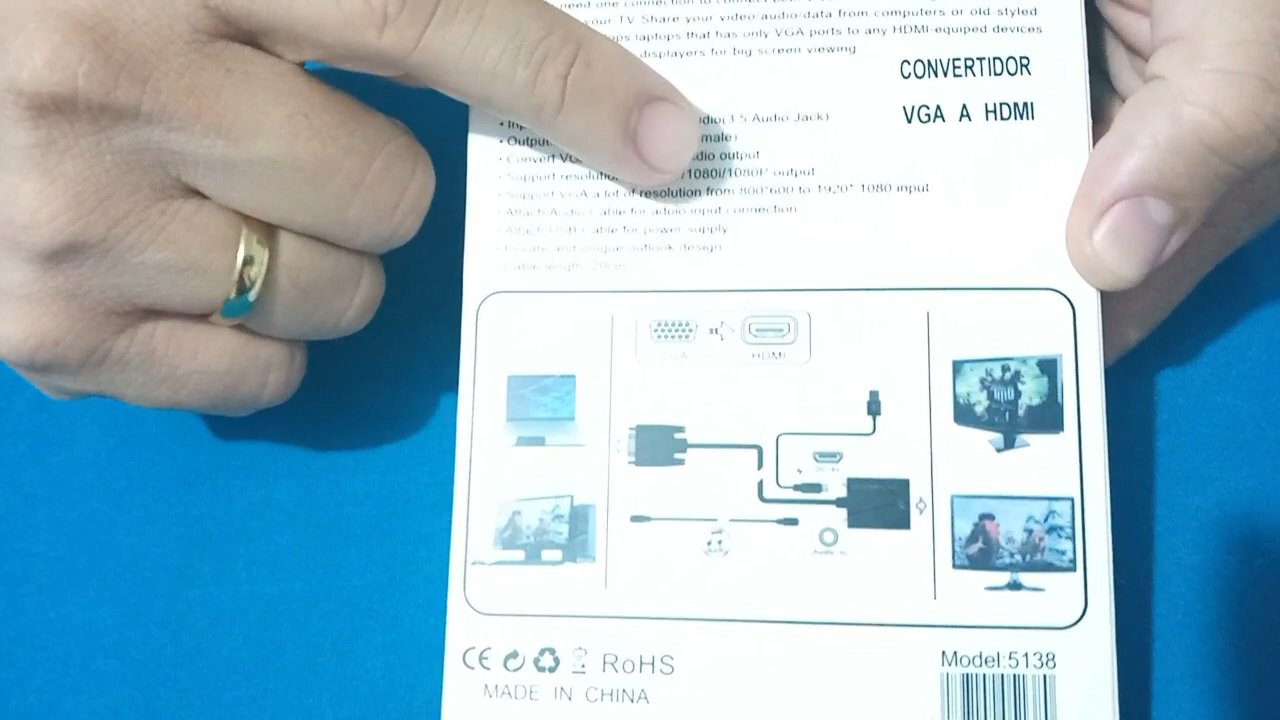 need one connection to connect
your TV Share your video/audio/data from computers or old styled
laptops that has only VGA ports to any HDMI-equiped devices
displayers for big screen viewing
CONVERTIDOR
VGA A HDMI
(3.5 Audio Jack)
• Output
male)
• Convert
output
• Support
/1080i/1080P output
• Support VGA a lot of resolution from 800*600 to 1920* 1080 input
• Attach Audio Cable for audio input connection
• Attach USB Cable for power supply
• Private and unique outlook design
• Cable length: 20cm
VGA
HDMI
Audio
CE
RoHS
MADE IN CHINA
Model:5138